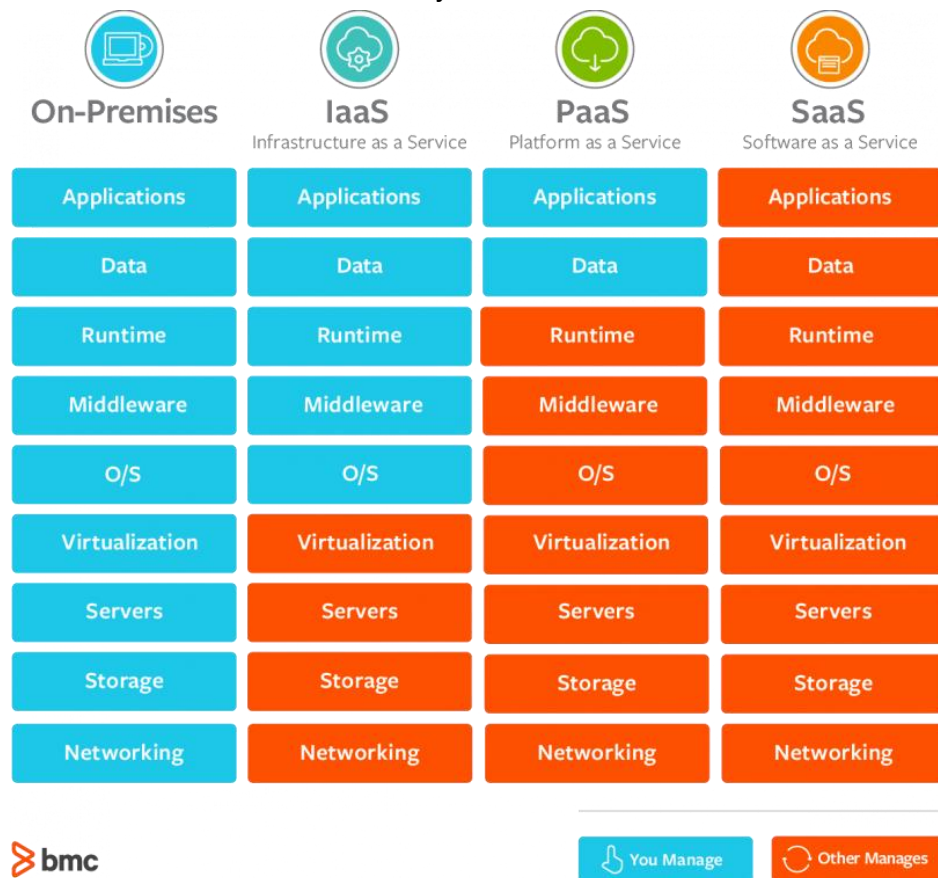 On-Premises IaaS PaaS SaaS
Infrastructure as a Service Platform as a Service Software as a Service
Applications Applications Applications Applications
Data Data Data Data
Runtime Runtime Runtime Runtime
Middleware Middleware Middleware Middleware
O/S O/S O/S O/S
Virtualization Virtualization Virtualization Virtualization
Servers Servers Servers Servers
Storage Storage Storage Storage
Networking Networking Networking Networking
bmc You Manage Other Manages